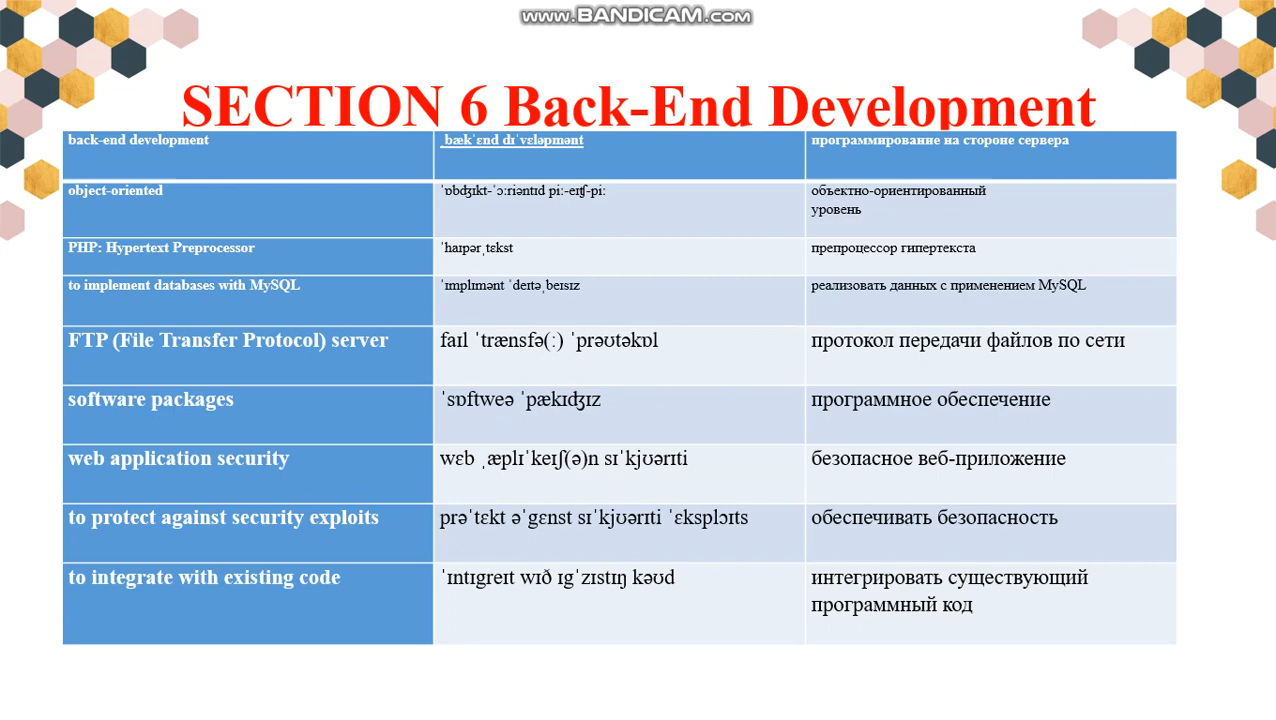 www.BANDICAM.com
SECTION 6 Back-End Development
back-end development
bækˈɛnd dɪˈvɛləpmənt
программирование на стороне сервера
object-oriented
ˈɒbʤɪkt-ˈɔːriəntɪd piː-eɪʧ-piː
объектно-ориентированный
уровень
PHP: Hypertext Preprocessor
ˈhaɪpərˌtɛkst
препроцессор гипертекста
to implement databases with MySQL
ˈɪmplɪmənt ˈdeɪtəˌbeɪsɪz
реализовать данных с применением MySQL
FTP (File Transfer Protocol) server
faɪl ˈtrænsfə(ː) ˈprəʊtəkɒl
протокол передачи файлов по сети
software packages
ˈsɒftweə ˈpækɪʤɪz
программное обеспечение
web application security
wɛb ˌæplɪˈkeɪʃ(ə)n sɪˈkjʊərɪti
безопасное веб-приложение
to protect against security exploits
prəˈtɛkt əˈgɛnst sɪˈkjʊərɪti ˈɛksplɔɪts
обеспечивать безопасность
to integrate with existing code
ˈɪntɪgreɪt wɪð ɪgˈzɪstɪŋ kəʊd
интегрировать существующий
программный код